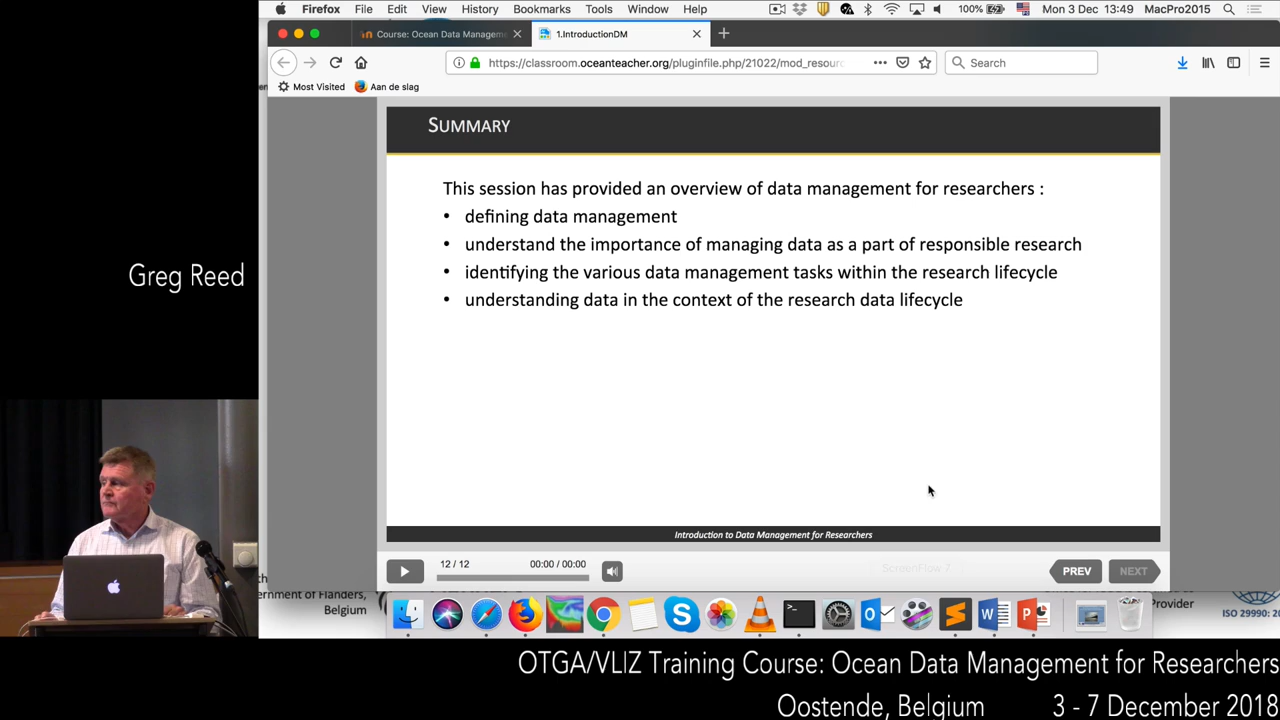 Firefox File Edit View History Bookmarks Tools Window Help 100% Mon 3 Dec 13:49 MacPro2015
Course: Ocean Data Managem
1.IntroductionDM
https://classroom.oceanteacher.org/pluginfile.php/21022/mod_resourc
Search
Most Visited Aan de slag
SUMMARY
This session has provided an overview of data management for researchers :
• defining data management
• understand the importance of managing data as a part of responsible research
• identifying the various data management tasks within the research lifecycle
• understanding data in the context of the research data lifecycle
Introduction to Data Management for Researchers
12 / 12 00:00 / 00:00
ScreenFlow 7
PREV NEXT
Greg Reed
ernment of Flanders,
Belgium
Provider
ISO 29990: 20
OTGA/VLIZ Training Course: Ocean Data Management for Researchers
Oostende, Belgium 3 - 7 December 2018